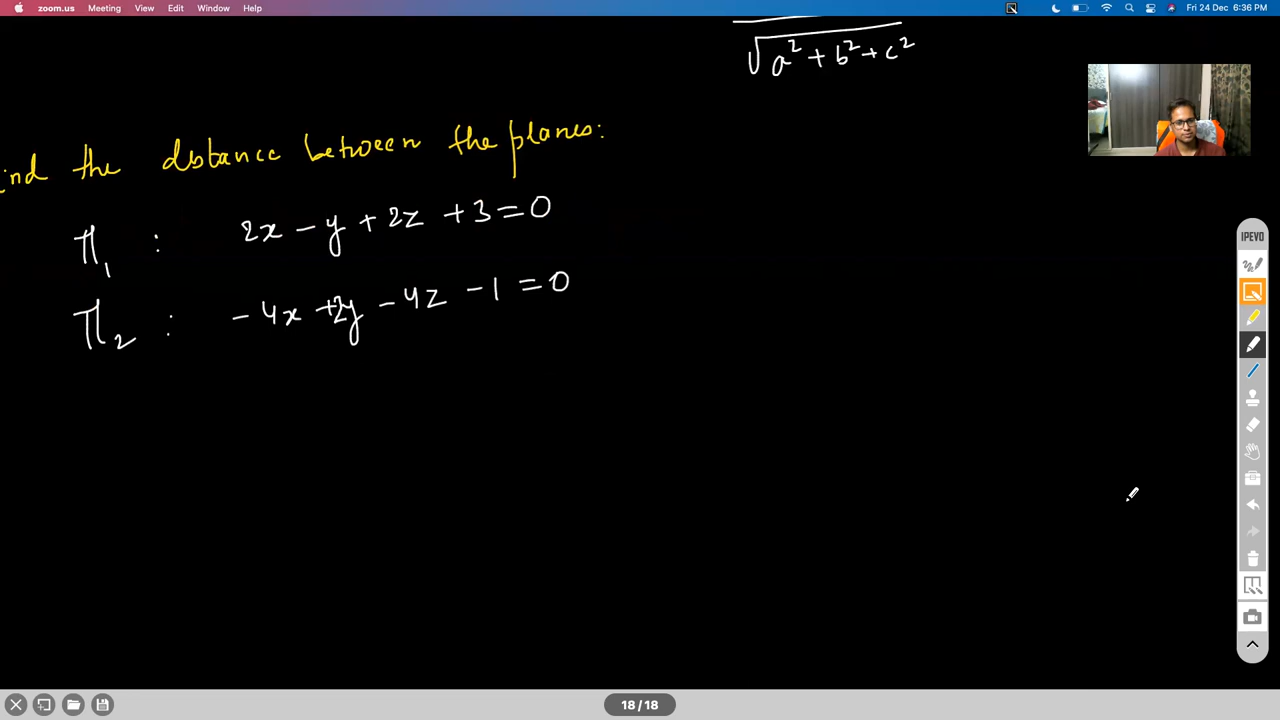 zoom.us Meeting View Edit Window Help Fri 24 Dec 6:36 PM
√a²+b²+c²
ind the distance between the planes:
π₁ : 2x - y + 2z + 3 = 0
π₂ : -4x + 2y - 4z - 1 = 0
IPEVO
18/18